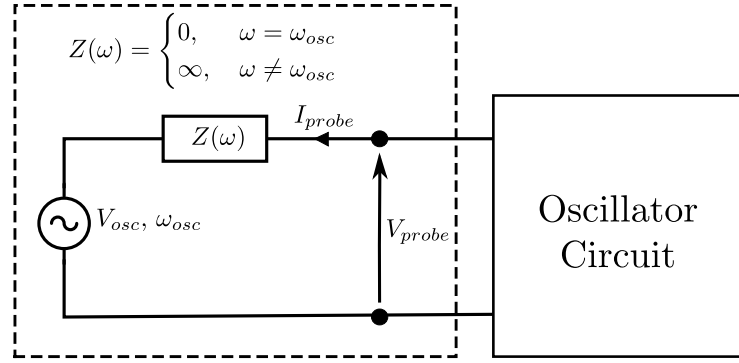 Z(ω) = { 0, ω = ω_osc
∞, ω ≠ ω_osc
I_probe
Z(ω)
V_osc, ω_osc
V_probe
Oscillator
Circuit